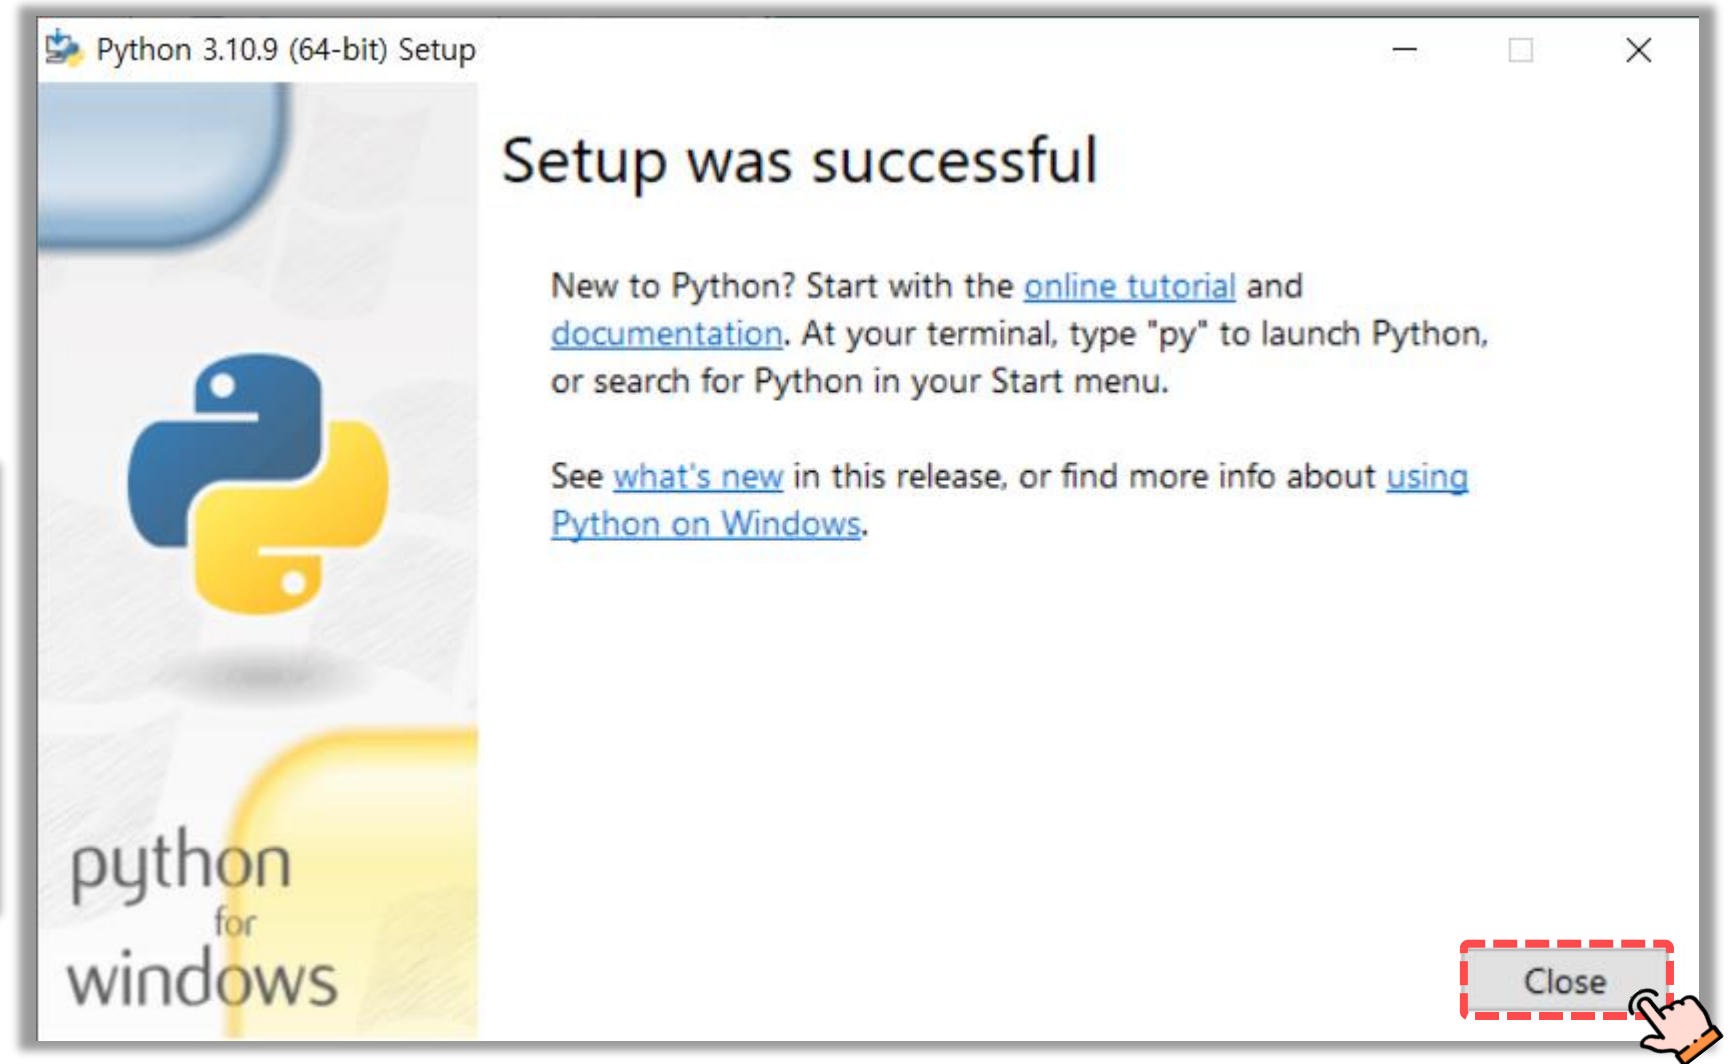 Python 3.10.9 (64-bit) Setup
Setup was successful
New to Python? Start with the online tutorial and
documentation. At your terminal, type "py" to launch Python,
or search for Python in your Start menu.
See what's new in this release, or find more info about using
Python on Windows.
python
for
windows
Close